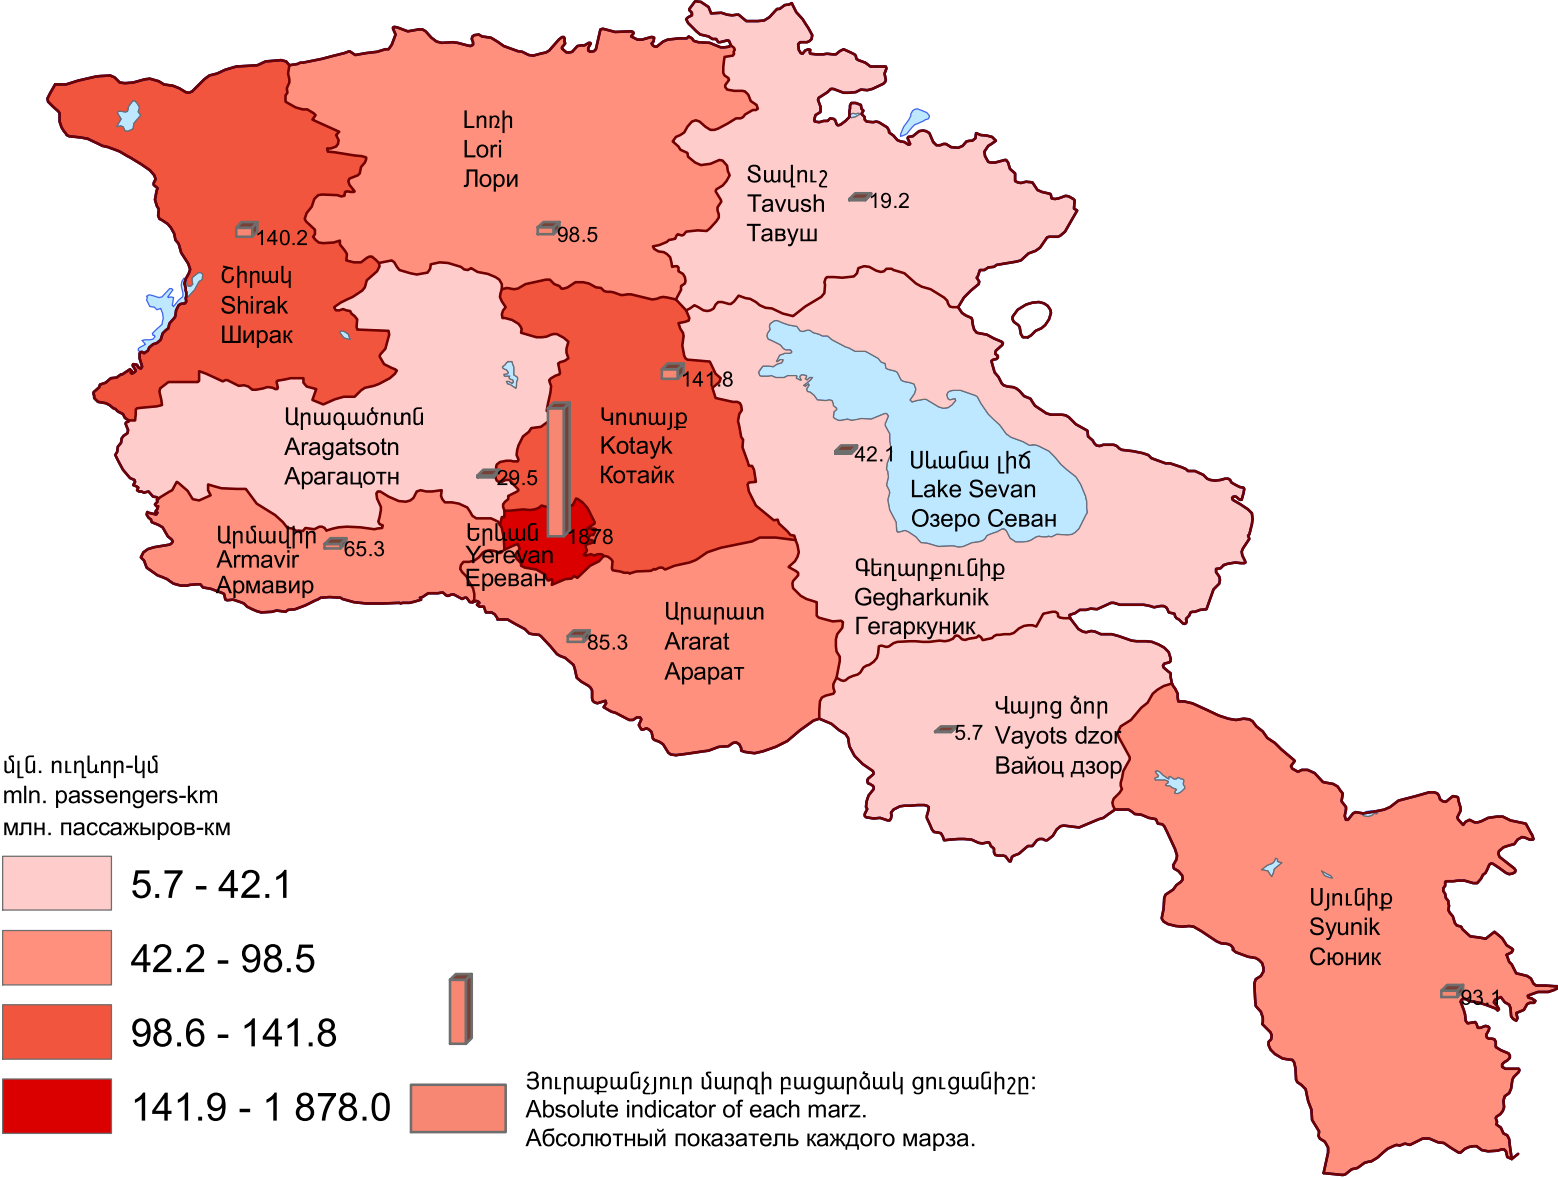 Լոռի
Lori
Лори
98.5
Տավուշ
Tavush
Тавуш
19.2
140.2
Շիրակ
Shirak
Ширак
141.8
Արագածոտն
Aragatsotn
Арагацотн
29.5
Կոտայք
Kotayk
Котайк
42.1
Սևանա լիճ
Lake Sevan
Озеро Севан
Արմավիր
Armavir
Армавир
65.3
Երևան
Yerevan
Ереван
1878
Գեղարքունիք
Gegharkunik
Гегаркуник
Արարատ
Ararat
Арарат
85.3
Վայոց ձոր
Vayots dzor
Вайоц дзор
5.7
Սյունիք
Syunik
Сюник
93.1
մլն. ուղևոր-կմ
mln. passengers-km
млн. пассажыров-км
5.7 - 42.1
42.2 - 98.5
98.6 - 141.8
141.9 - 1 878.0
Յուրաքանչյուր մարզի բացարձակ ցուցանիշը:
Absolute indicator of each marz.
Абсолютный показатель каждого марза.